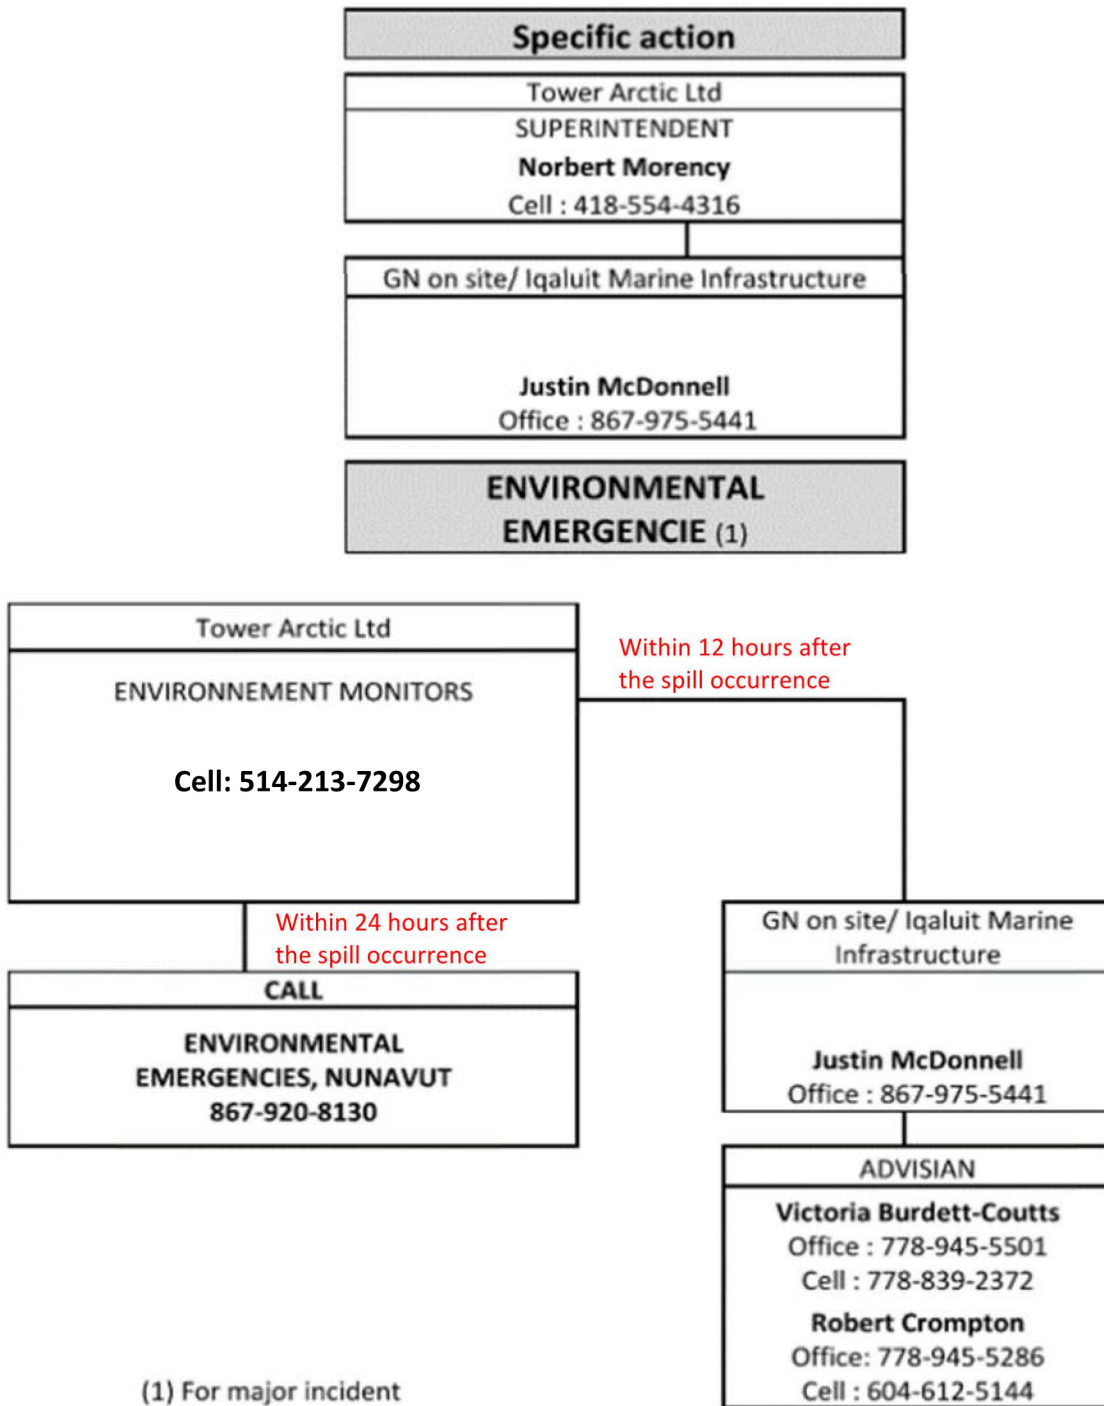 Specific action
Tower Arctic Ltd
SUPERINTENDENT
Norbert Morency
Cell : 418-554-4316
GN on site/ Iqaluit Marine Infrastructure
Justin McDonnell
Office : 867-975-5441
ENVIRONMENTAL
EMERGENCIE (1)
Tower Arctic Ltd
ENVIRONNEMENT MONITORS
Cell: 514-213-7298
Within 12 hours after
the spill occurrence
Within 24 hours after
the spill occurrence
CALL
ENVIRONMENTAL
EMERGENCIES, NUNAVUT
867-920-8130
GN on site/ Iqaluit Marine
Infrastructure
Justin McDonnell
Office : 867-975-5441
ADVISIAN
Victoria Burdett-Coutts
Office : 778-945-5501
Cell : 778-839-2372
Robert Crompton
Office: 778-945-5286
Cell : 604-612-5144
(1) For major incident